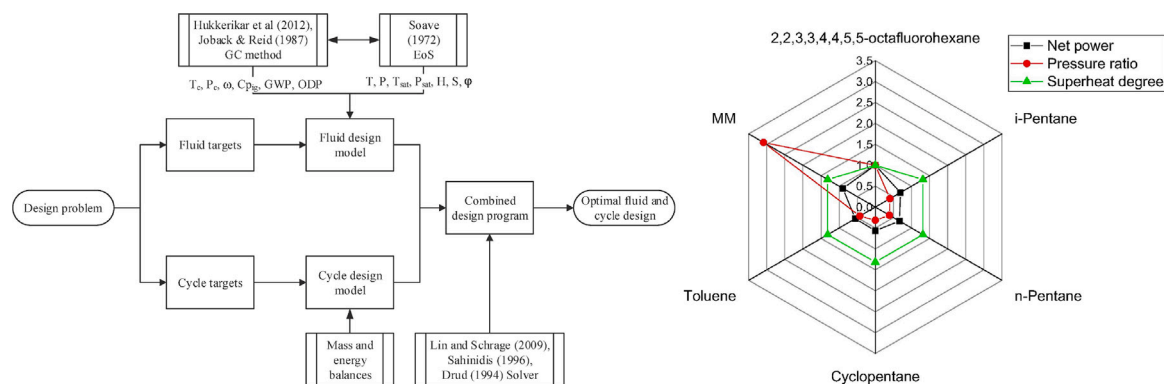 Hukkerikar et al (2012),
Joback & Reid (1987)
GC method
Soave
(1972)
EoS
Tc, Pc, ω, Cpig, GWP, ODP
T, P, Tsat, Psat, H, S, φ
Fluid targets
Fluid design
model
Design problem
Combined
design program
Optimal fluid and
cycle design
Cycle targets
Cycle design
model
Mass and
energy
balances
Lin and Schrage (2009),
Sahinidis (1996),
Drud (1994) Solver
2,2,3,3,4,4,5,5-octafluorohexane
Net power
Pressure ratio
Superheat degree
3.5
3.0
2.5
2.0
1.5
1.0
0.5
0.0
MM
i-Pentane
Toluene
n-Pentane
Cyclopentane